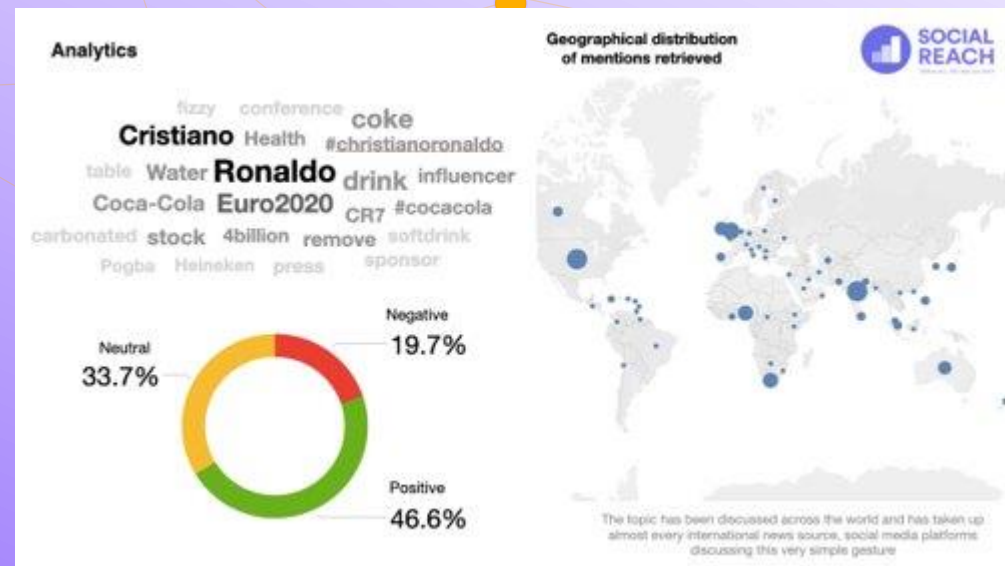 Analytics
fizzy conference coke
Cristiano Health #christianoronaldo
table Water Ronaldo drink influencer
Coca-Cola Euro2020 CR7 #cocacola
carbonated stock 4billion remove softdrink
Pogba Heineken press sponsor
Negative
19.7%
Neutral
33.7%
Positive
46.6%
Geographical distribution
of mentions retrieved
SOCIAL
REACH
The topic has been discussed across the world and has taken up
almost every international news source, social media platforms
discussing this very simple gesture